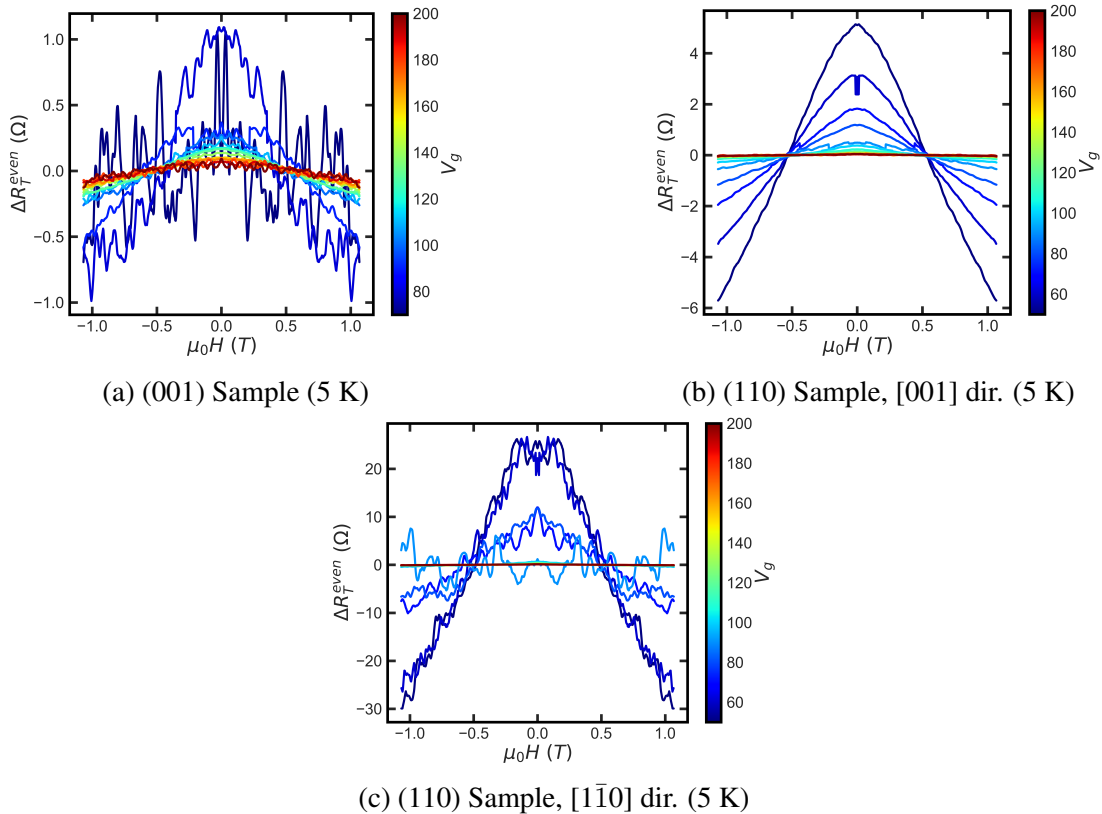 1.0
0.5
0.0
−0.5
−1.0
ΔR_T^{even} (Ω)
−1.0 −0.5 0.0 0.5 1.0
μ₀H (T)
200
180
160
140
120
100
80
V_g
(a) (001) Sample (5 K)
4
2
0
−2
−4
−6
ΔR_T^{even} (Ω)
−1.0 −0.5 0.0 0.5 1.0
μ₀H (T)
200
180
160
140
120
100
80
60
V_g
(b) (110) Sample, [001] dir. (5 K)
20
10
0
−10
−20
−30
ΔR_T^{even} (Ω)
−1.0 −0.5 0.0 0.5 1.0
μ₀H (T)
200
180
160
140
120
100
80
60
V_g
(c) (110) Sample, [11̄0] dir. (5 K)